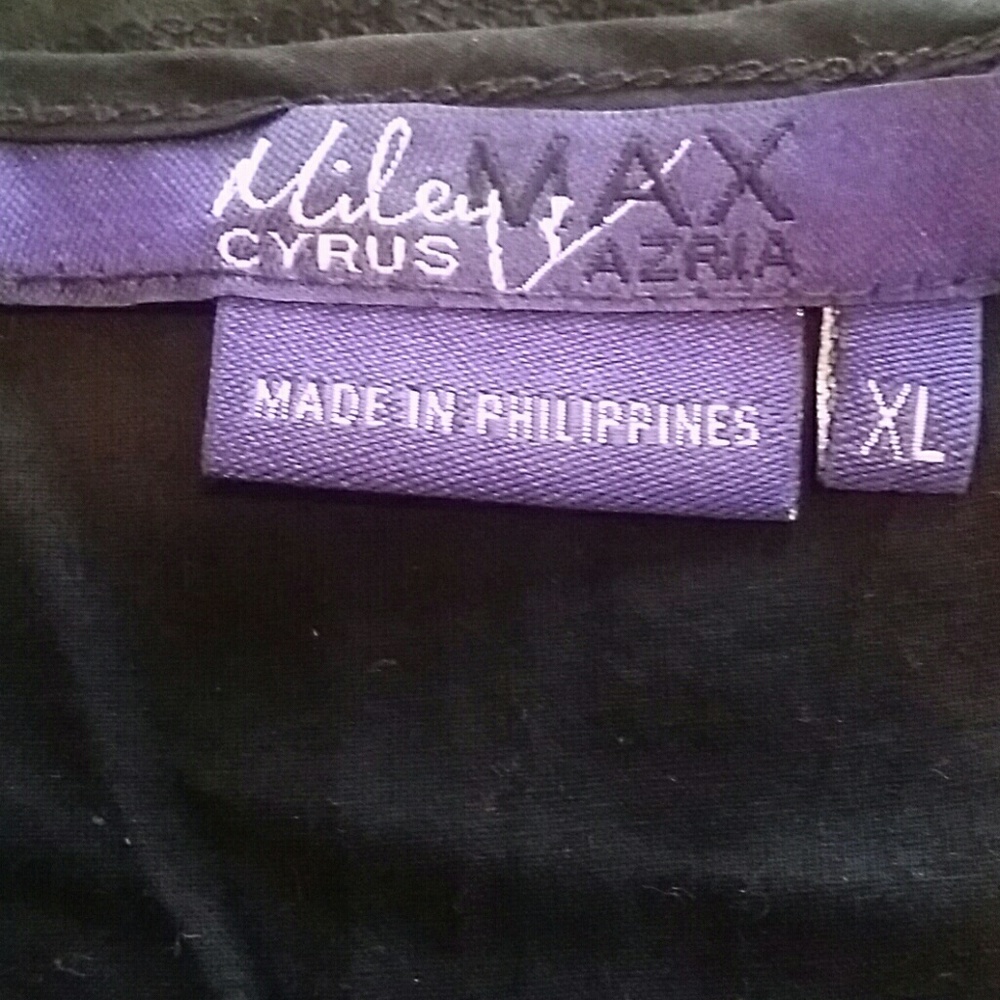 Miley & MAX
CYRUS AZRIA
MADE IN PHILIPPINES
XL